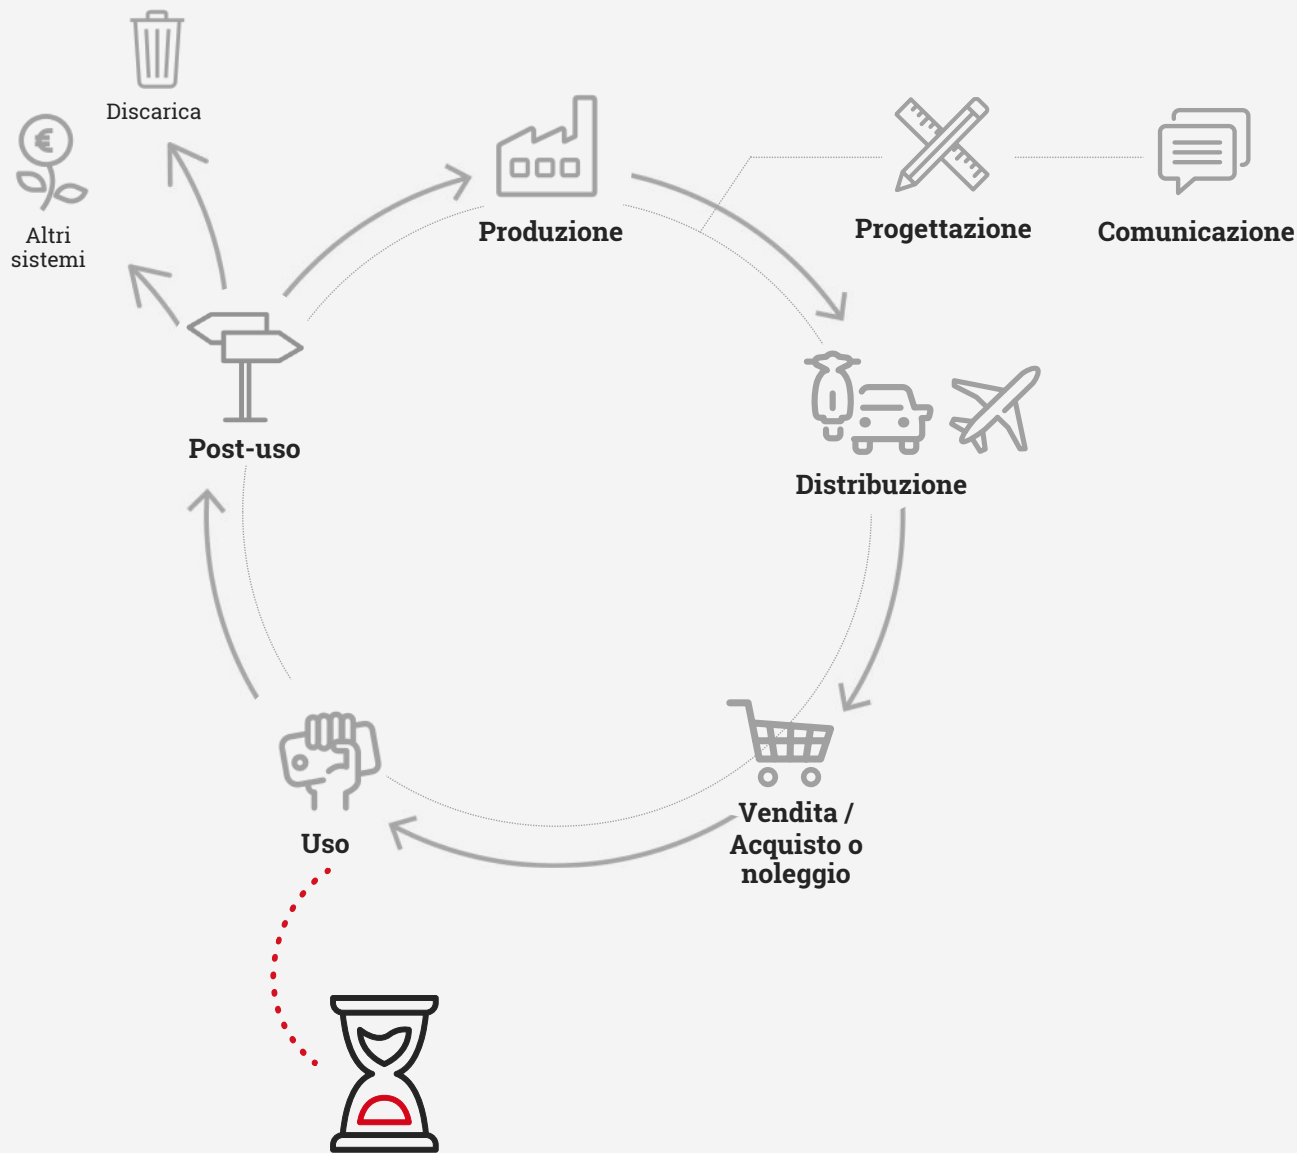 Discarica
€
Altri
sistemi
Produzione
Progettazione
Comunicazione
Post-uso
Distribuzione
Vendita /
Acquisto o
noleggio
Uso